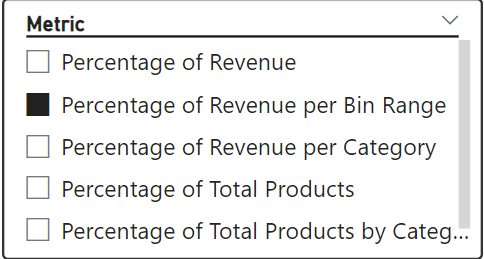 Metric
Percentage of Revenue
Percentage of Revenue per Bin Range
Percentage of Revenue per Category
Percentage of Total Products
Percentage of Total Products by Categ...